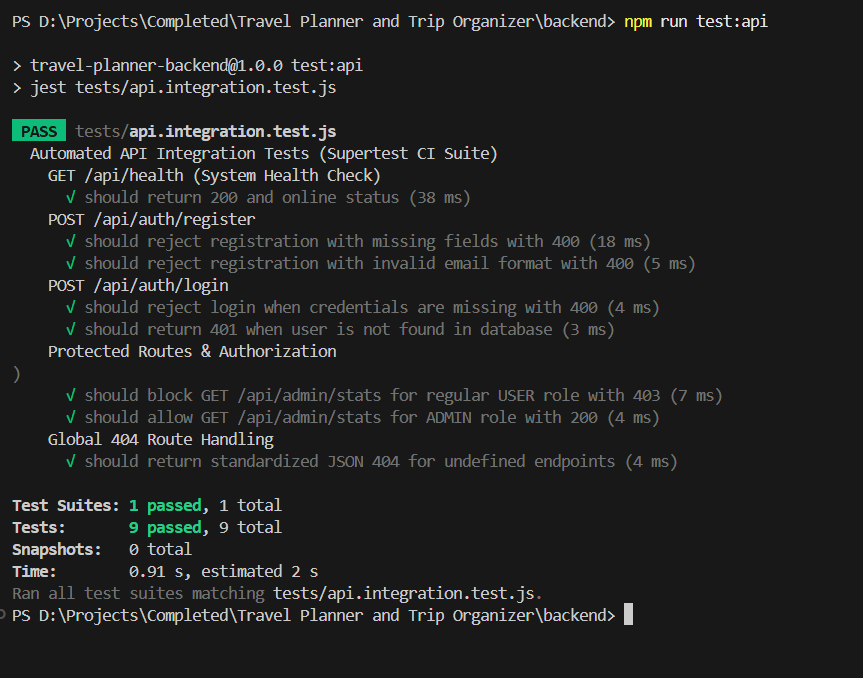 PS D:\Projects\Completed\Travel Planner and Trip Organizer\backend> npm run test:api
> travel-planner-backend@1.0.0 test:api
> jest tests/api.integration.test.js
PASS tests/api.integration.test.js
Automated API Integration Tests (Supertest CI Suite)
GET /api/health (System Health Check)
√ should return 200 and online status (38 ms)
POST /api/auth/register
√ should reject registration with missing fields with 400 (18 ms)
√ should reject registration with invalid email format with 400 (5 ms)
POST /api/auth/login
√ should reject login when credentials are missing with 400 (4 ms)
√ should return 401 when user is not found in database (3 ms)
Protected Routes & Authorization
)
√ should block GET /api/admin/stats for regular USER role with 403 (7 ms)
√ should allow GET /api/admin/stats for ADMIN role with 200 (4 ms)
Global 404 Route Handling
√ should return standardized JSON 404 for undefined endpoints (4 ms)
Test Suites: 1 passed, 1 total
Tests: 9 passed, 9 total
Snapshots: 0 total
Time: 0.91 s, estimated 2 s
Ran all test suites matching tests/api.integration.test.js.
PS D:\Projects\Completed\Travel Planner and Trip Organizer\backend>